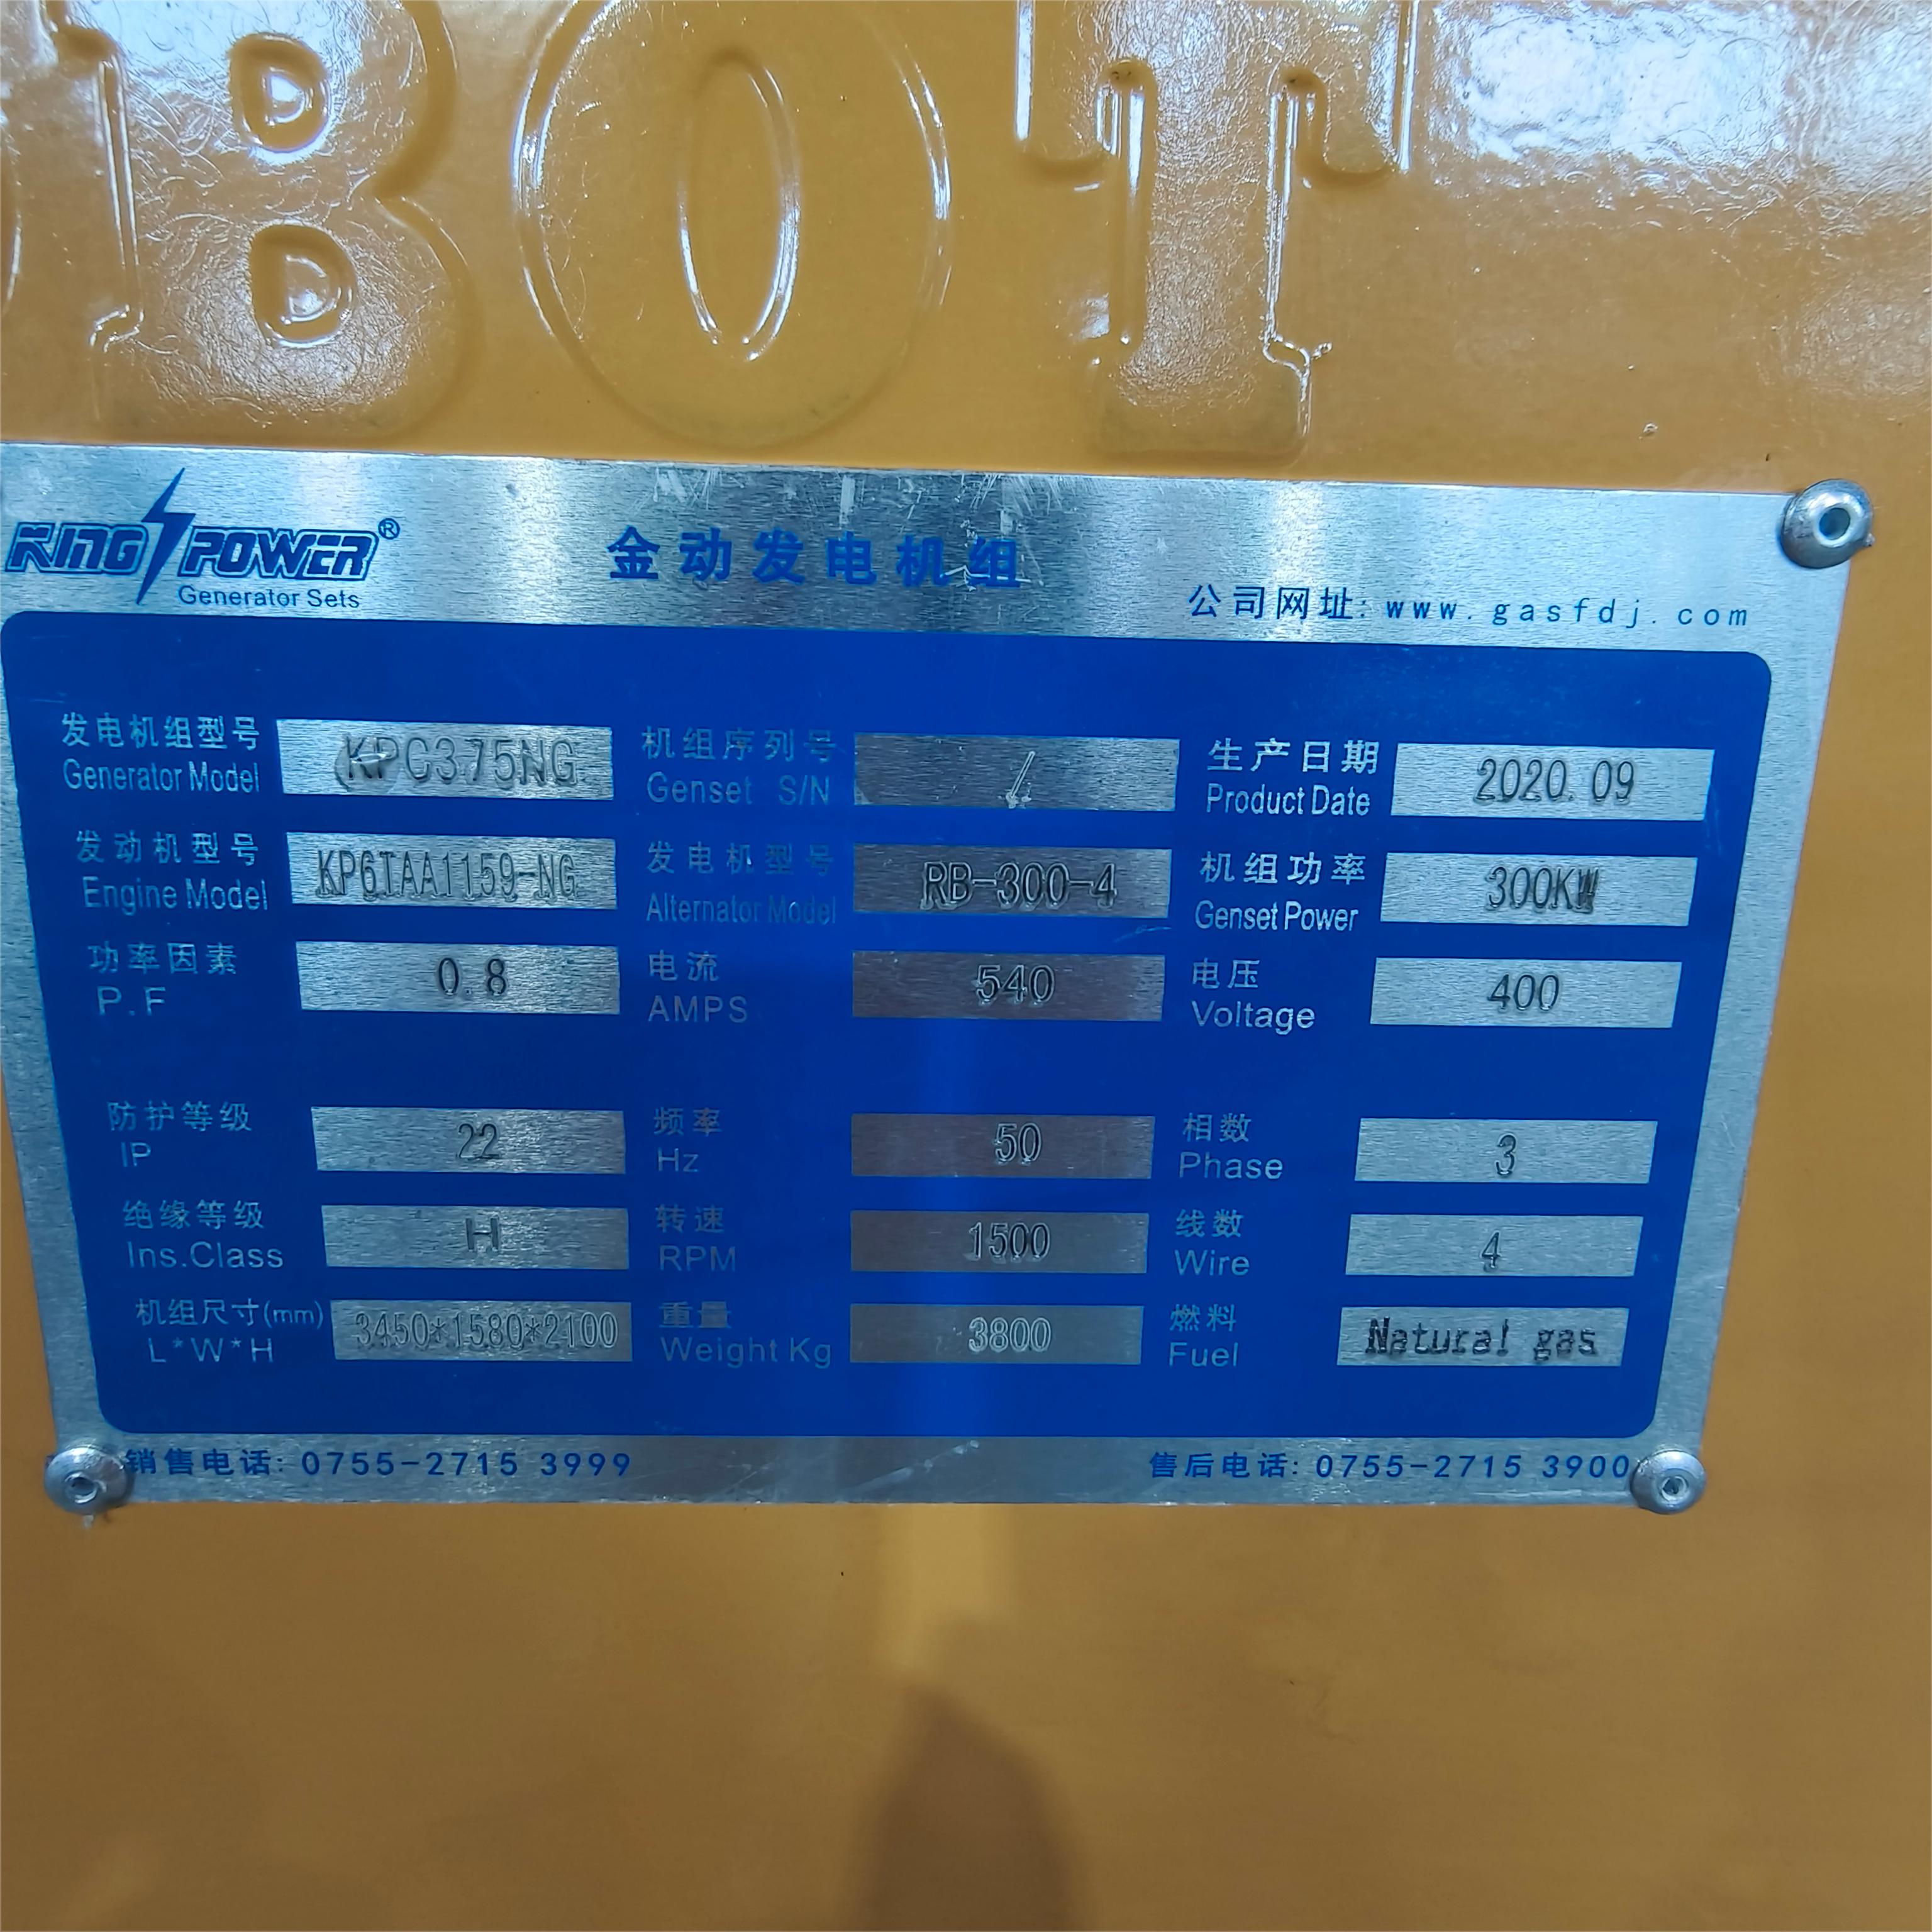 BOT
KING POWER®
Generator Sets
金动发电机组
公司网址: www.gasfdj.com
发电机组型号 KPC375NG 机组序列号 / 生产日期 2020.09
Generator Model Genset S/N Product Date
发动机型号 KP6TAA1159-NG 发电机型号 RB-300-4 机组功率 300KW
Engine Model Alternator Model Genset Power
功率因素 0.8 电流 540 电压 400
P.F AMPS Voltage
防护等级 22 频率 50 相数 3
IP Hz Phase
绝缘等级 H 转速 1500 线数 4
Ins.Class RPM Wire
机组尺寸(mm) 3450*1580*2100 重量 3800 燃料 Natural gas
L*W*H Weight Kg Fuel
销售电话: 0755-2715 3999 售后电话: 0755-2715 3900